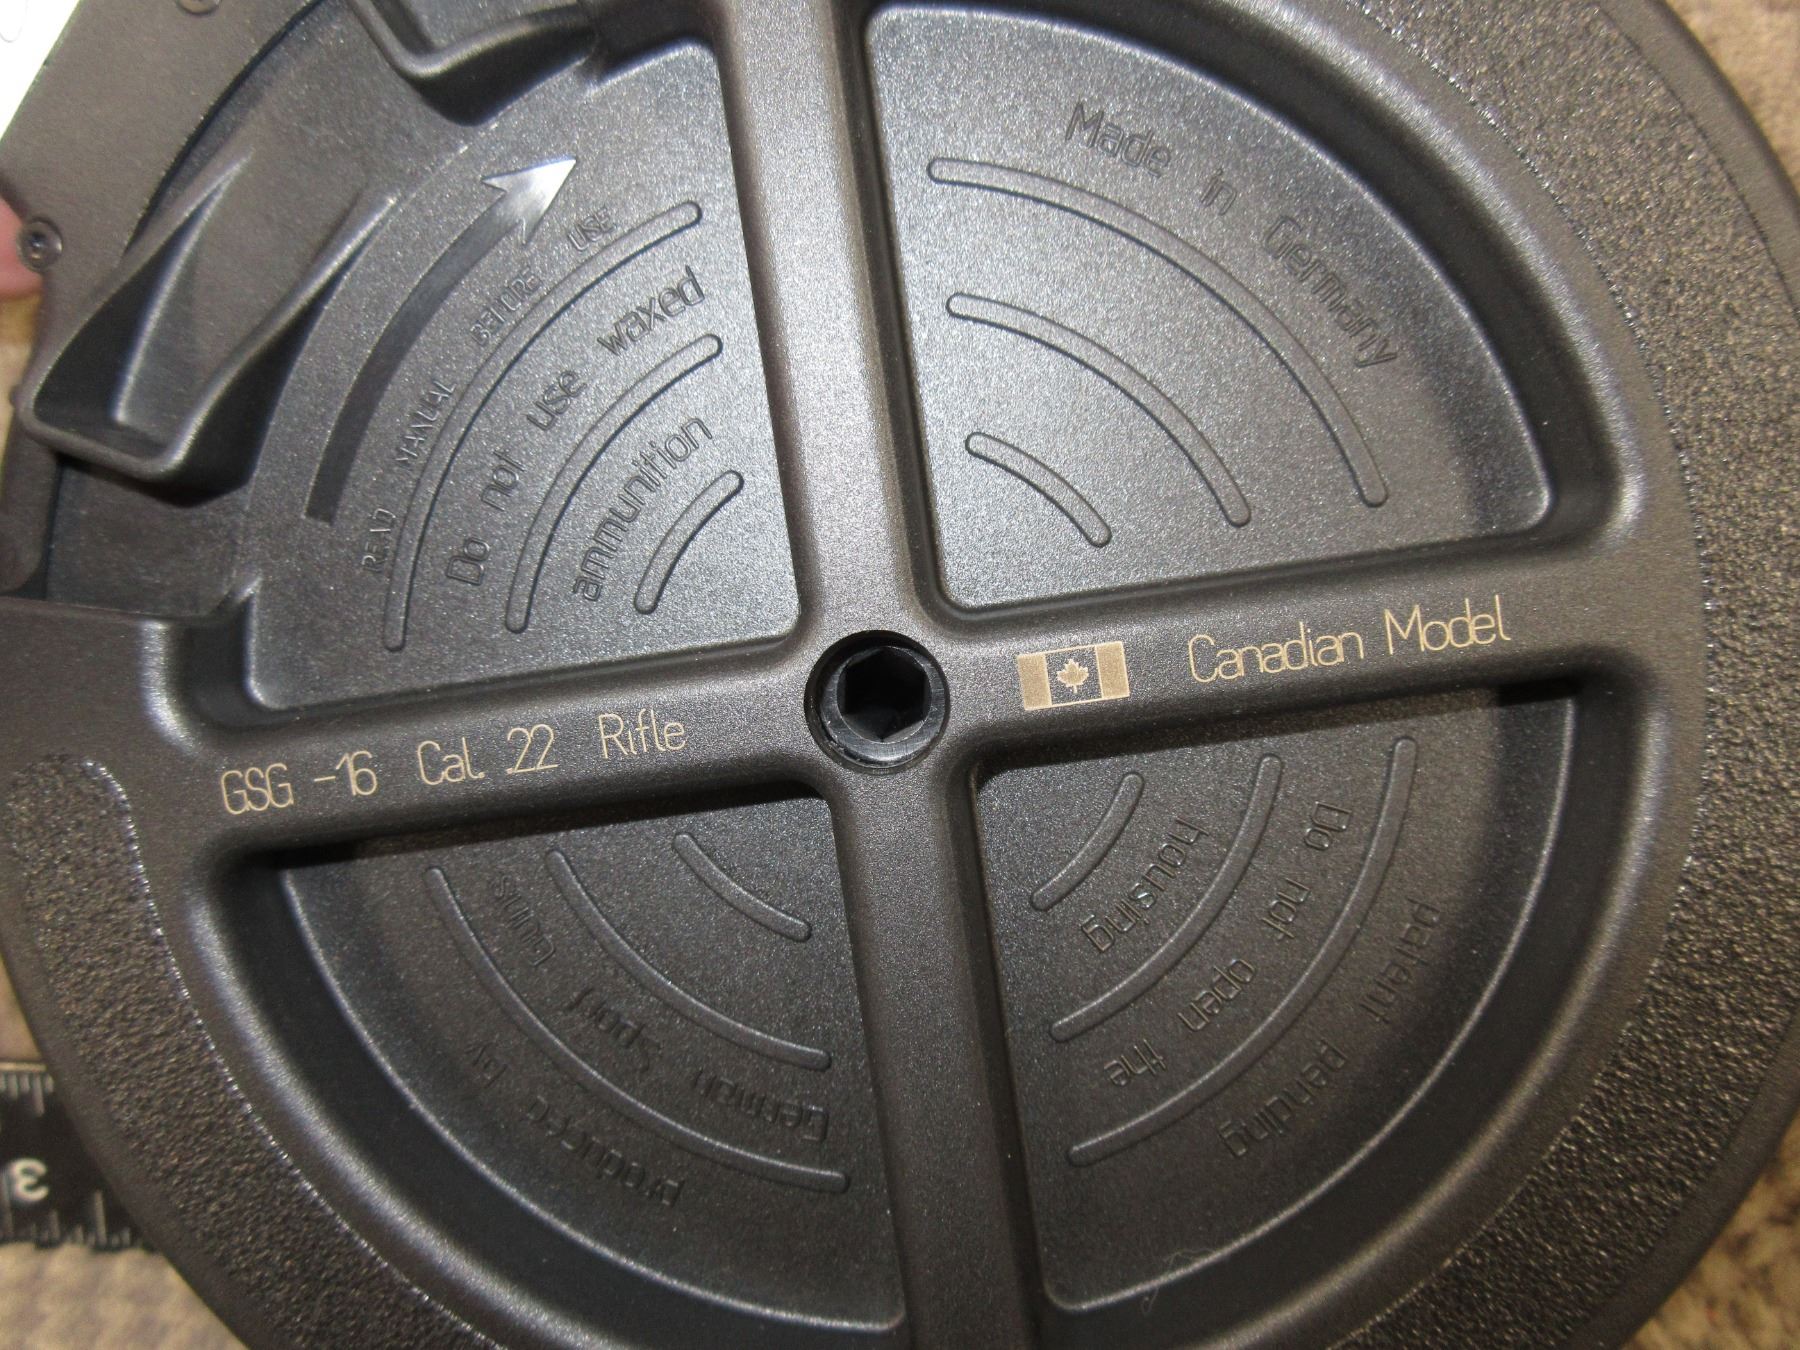 READ MANUAL BEFORE USE
Do not use waxed
ammunition
Made in Germany
GSG -16 Cal. 22 Rifle
Canadian Model
produced by
German Sport Guns
patent pending
Do not open the
housing
3